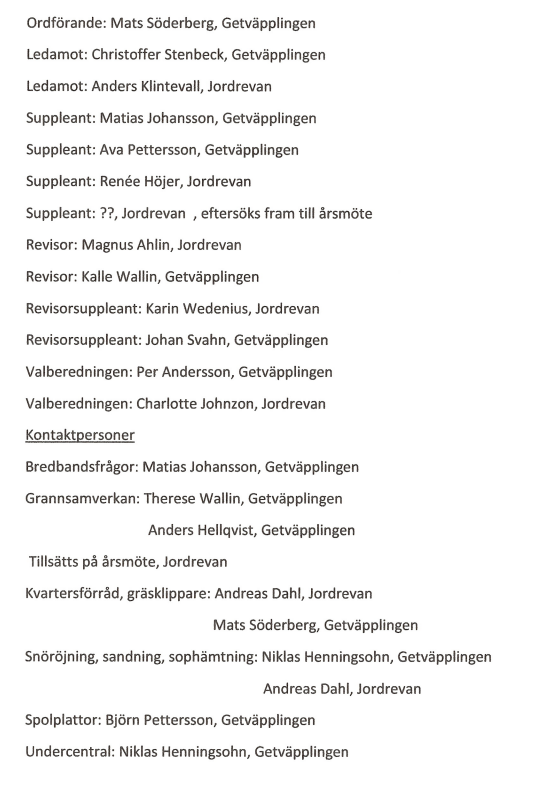 Ordförande: Mats Söderberg, Getväpplingen
Ledamot: Christoffer Stenbeck, Getväpplingen
Ledamot: Anders Klintevall, Jordrevan
Suppleant: Matias Johansson, Getväpplingen
Suppleant: Ava Pettersson, Getväpplingen
Suppleant: Renée Höjer, Jordrevan
Suppleant: ??, Jordrevan , eftersöks fram till årsmöte
Revisor: Magnus Ahlin, Jordrevan
Revisor: Kalle Wallin, Getväpplingen
Revisorsuppleant: Karin Wedenius, Jordrevan
Revisorsuppleant: Johan Svahn, Getväpplingen
Valberedningen: Per Andersson, Getväpplingen
Valberedningen: Charlotte Johnzon, Jordrevan
Kontaktpersoner
Bredbandsfrågor: Matias Johansson, Getväpplingen
Grannsamverkan: Therese Wallin, Getväpplingen
Anders Hellqvist, Getväpplingen
Tillsätts på årsmöte, Jordrevan
Kvartersförråd, gräsklippare: Andreas Dahl, Jordrevan
Mats Söderberg, Getväpplingen
Snöröjning, sandning, sophämtning: Niklas Henningsohn, Getväpplingen
Andreas Dahl, Jordrevan
Spolplattor: Björn Pettersson, Getväpplingen
Undercentral: Niklas Henningsohn, Getväpplingen